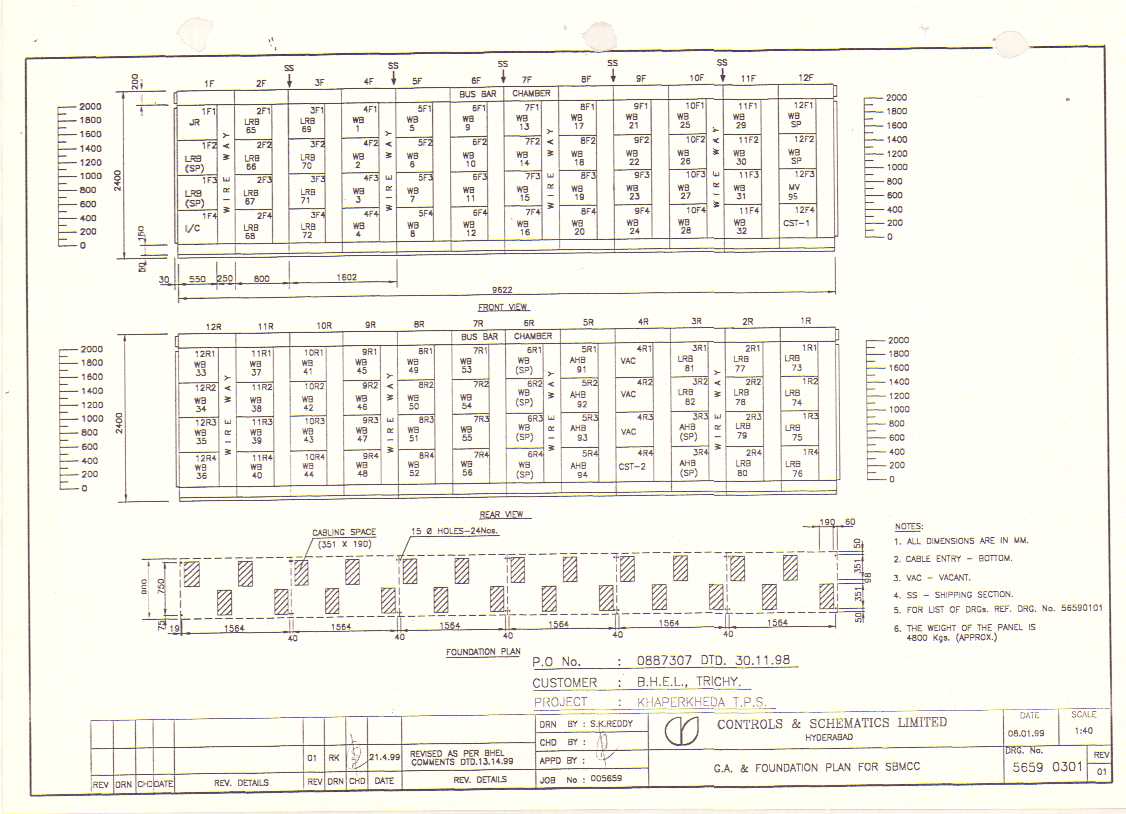 SS SS SS SS SS
1F 2F 3F 4F 5F 6F 7F 8F 9F 10F 11F 12F
BUS BAR CHAMBER
200
2400
150
50
2000 2000
1800 1800
1600 1600
1400 1400
1200 1200
1000 1000
800 800
600 600
400 400
200 200
0 0
1F1 2F1 3F1 4F1 5F1 6F1 7F1 8F1 9F1 10F1 11F1 12F1
JR LRB LRB WB WB WB WB WB WB WB WB WB
65 69 1 5 9 13 17 21 25 29 SP
1F2 2F2 3F2 4F2 5F2 6F2 7F2 8F2 9F2 10F2 11F2 12F2
LRB LRB LRB WB WB WB WB WB WB WB WB WB
(SP) 66 70 2 6 10 14 18 22 26 30 SP
1F3 2F3 3F3 4F3 5F3 6F3 7F3 8F3 9F3 10F3 11F3 12F3
LRB LRB LRB WB WB WB WB WB WB WB WB MV
(SP) 67 71 3 7 11 15 19 23 27 31 95
1F4 2F4 3F4 4F4 5F4 6F4 7F4 8F4 9F4 10F4 11F4 12F4
I/C LRB LRB WB WB WB WB WB WB WB WB CST-1
68 72 4 8 12 16 20 24 28 32
WIRE WAY WIRE WAY WIRE WAY WIRE WAY
30 550 250 800 1602
9622
FRONT VIEW
12R 11R 10R 9R 8R 7R 6R 5R 4R 3R 2R 1R
BUS BAR CHAMBER
2400
2000 2000
1800 1800
1600 1600
1400 1400
1200 1200
1000 1000
800 800
600 600
400 400
200 200
0 0
12R1 11R1 10R1 9R1 8R1 7R1 6R1 5R1 4R1 3R1 2R1 1R1
WB WB WB WB WB WB WB AHB VAC LRB LRB LRB
33 37 41 45 49 53 (SP) 91 81 77 73
12R2 11R2 10R2 9R2 8R2 7R2 6R2 5R2 4R2 3R2 2R2 1R2
WB WB WB WB WB WB WB AHB VAC LRB LRB LRB
34 38 42 46 50 54 (SP) 92 82 78 74
12R3 11R3 10R3 9R3 8R3 7R3 6R3 5R3 4R3 3R3 2R3 1R3
WB WB WB WB WB WB WB AHB VAC AHB LRB LRB
35 39 43 47 51 55 (SP) 93 (SP) 79 75
12R4 11R4 10R4 9R4 8R4 7R4 6R4 5R4 4R4 3R4 2R4 1R4
WB WB WB WB WB WB WB AHB CST-2 AHB LRB LRB
36 40 44 48 52 56 (SP) 94 (SP) 80 76
WIRE WAY WIRE WAY WIRE WAY WIRE WAY
REAR VIEW
CABLING SPACE
(351 X 190)
15 Ø HOLES-24Nos.
190 60
50
351
98
351
50
800
750
75
19 1564 1564 1564 1564 1564 1564
40 40 40 40 40
FOUNDATION PLAN
NOTES:
1. ALL DIMENSIONS ARE IN MM.
2. CABLE ENTRY - BOTTOM.
3. VAC - VACANT.
4. SS - SHIPPING SECTION.
5. FOR LIST OF DRGs. REF. DRG. No. 56590101
6. THE WEIGHT OF THE PANEL IS
4800 Kgs. (APPROX.)
P.O No. : 0887307 DTD. 30.11.98
CUSTOMER : B.H.E.L., TRICHY.
PROJECT : KHAPERKHEDA T.P.S.
01 RK 21.4.99 REVISED AS PER BHEL
COMMENTS DTD.13.14.99
REV DRN CHD DATE REV. DETAILS REV DRN CHD DATE REV. DETAILS
DRN BY : S.K.REDDY
CHD BY :
APPD BY :
JOB No : 005659
CONTROLS & SCHEMATICS LIMITED
HYDERABAD
G.A. & FOUNDATION PLAN FOR SBMCC
DATE
08.01.99
SCALE
1:40
DRG. No.
5659 0301
REV
01